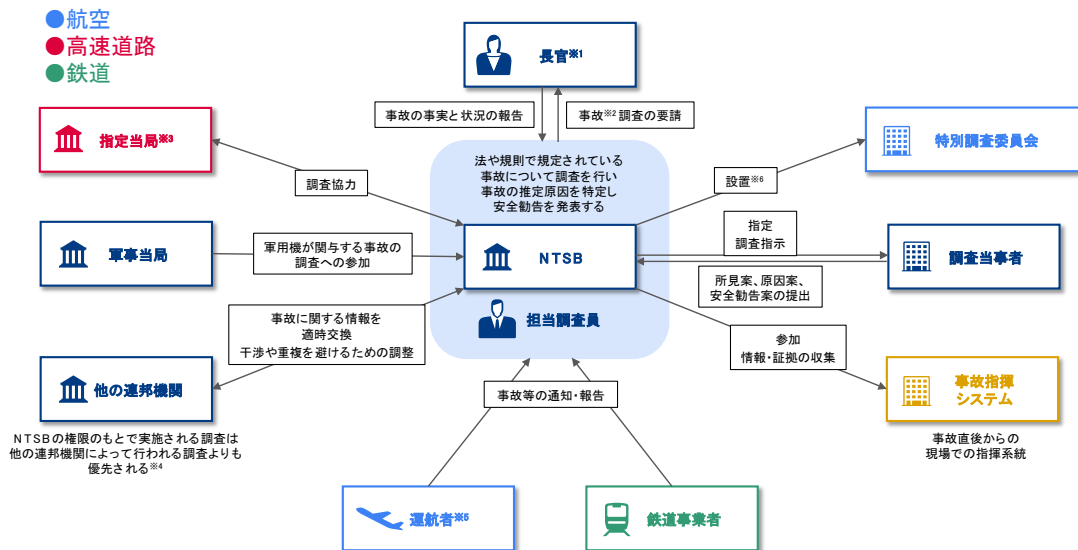 ●航空
●高速道路
●鉄道
長官※1
事故の事実と状況の報告
事故※2調査の要請
指定当局※3
特別調査委員会
法や規則で規定されている
事故について調査を行い
事故の推定原因を特定し
安全勧告を発表する
調査協力
設置※6
軍事当局
軍用機が関与する事故の
調査への参加
NTSB
指定
調査指示
調査当事者
所見案、原因案、
安全勧告案の提出
事故に関する情報を
適時交換
干渉や重複を避けるための調整
担当調査員
参加
情報・証拠の収集
他の連邦機関
事故指揮
システム
事故等の通知・報告
NTSBの権限のもとで実施される調査は
他の連邦機関によって行われる調査よりも
優先される※4
事故直後からの
現場での指揮系統
運航者※5
鉄道事業者